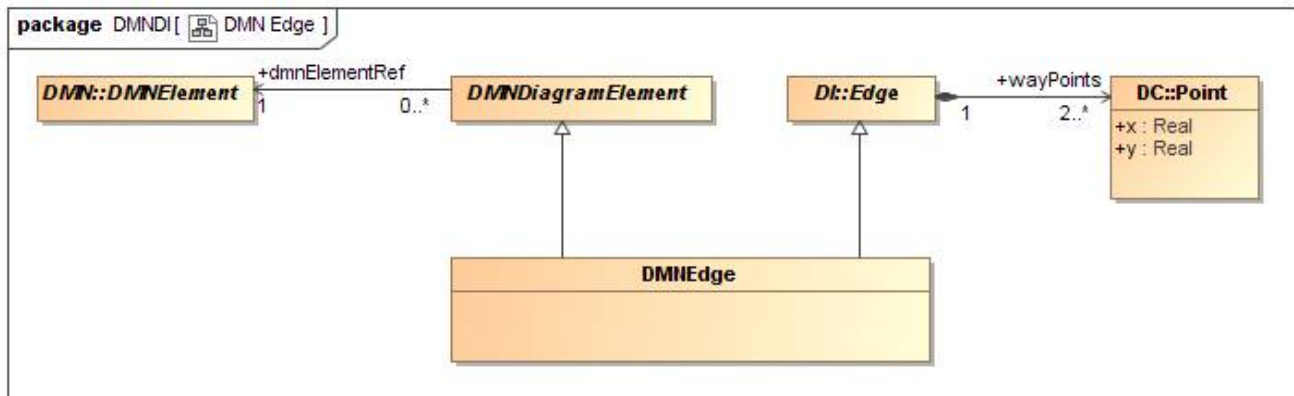 package DMNDI [ DMN Edge ]
DMN::DMNElement
+dmnElementRef
1
0..*
DMNDiagramElement
DI::Edge
+wayPoints
1
2..*
DC::Point
+x : Real
+y : Real
DMNEdge